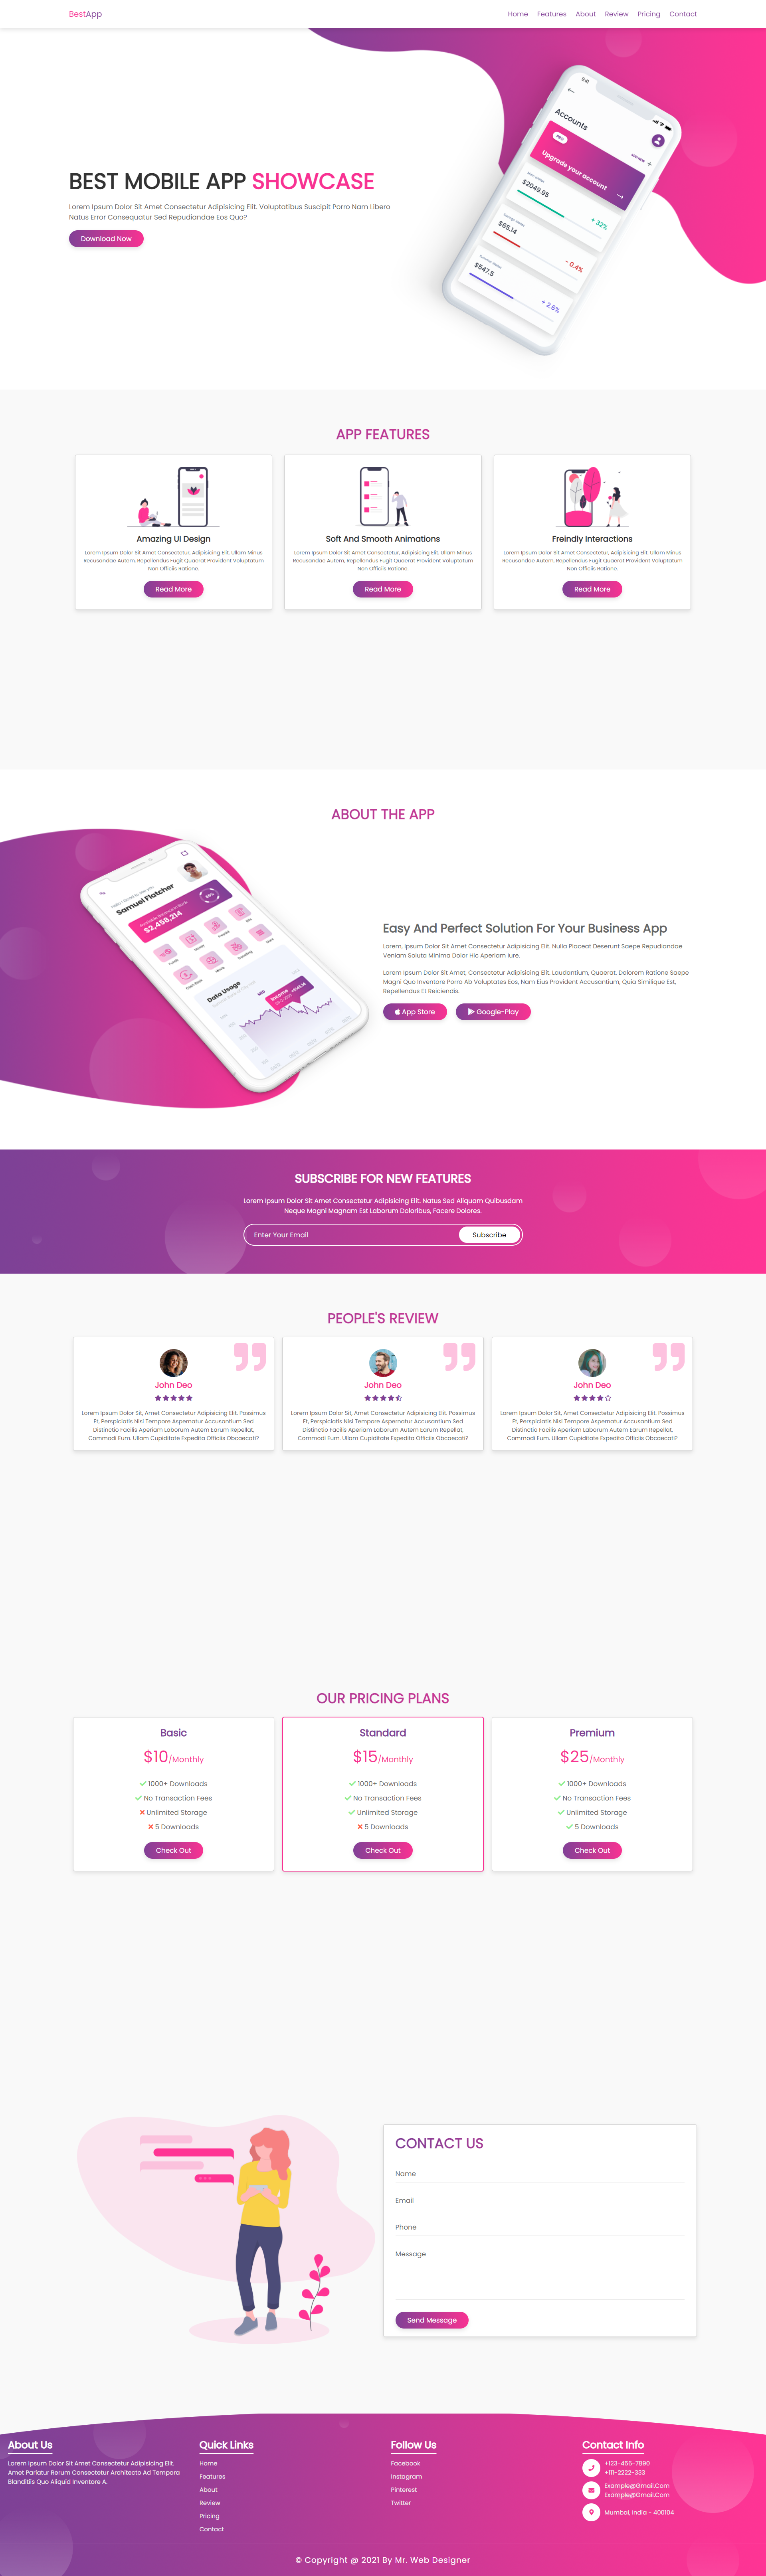 BestApp
Home Features About Review Pricing Contact
9:41
Accounts
ADD NEW +
PRO
Upgrade your account
$2048.95
+ 32%
$65.14
- 0.4%
$547.5
+ 2.6%
BEST MOBILE APP SHOWCASE
Lorem Ipsum Dolor Sit Amet Consectetur Adipisicing Elit. Voluptatibus Suscipit Porro Nam Libero
Natus Error Consequatur Sed Repudiandae Eos Quo?
Download Now
APP FEATURES
Amazing UI Design
Lorem Ipsum Dolor Sit Amet Consectetur, Adipisicing Elit. Ullam Minus
Recusandae Autem, Repellendus Fugit Quaerat Provident Voluptatum
Non Officiis Ratione.
Read More
Soft And Smooth Animations
Lorem Ipsum Dolor Sit Amet Consectetur, Adipisicing Elit. Ullam Minus
Recusandae Autem, Repellendus Fugit Quaerat Provident Voluptatum
Non Officiis Ratione.
Read More
Freindly Interactions
Lorem Ipsum Dolor Sit Amet Consectetur, Adipisicing Elit. Ullam Minus
Recusandae Autem, Repellendus Fugit Quaerat Provident Voluptatum
Non Officiis Ratione.
Read More
ABOUT THE APP
Samuel Flatcher
$2,458,214
Data Usage
Income
Easy And Perfect Solution For Your Business App
Lorem, Ipsum Dolor Sit Amet Consectetur Adipisicing Elit. Nulla Placeat Deserunt Saepe Repudiandae
Veniam Soluta Minima Dolor Hic Aperiam Iure.
Lorem Ipsum Dolor Sit Amet, Consectetur Adipisicing Elit. Laudantium, Quaerat. Dolorem Ratione Saepe
Magni Quo Inventore Porro Ab Voluptates Eos, Nam Eius Provident Accusantium, Quia Similique Est,
Repellendus Et Reiciendis.
App Store
Google-Play
SUBSCRIBE FOR NEW FEATURES
Lorem Ipsum Dolor Sit Amet Consectetur Adipisicing Elit. Natus Sed Aliquam Quibusdam
Neque Magni Magnam Est Laborum Doloribus, Facere Dolores.
Enter Your Email
Subscribe
PEOPLE'S REVIEW
John Deo
Lorem Ipsum Dolor Sit, Amet Consectetur Adipisicing Elit. Possimus
Et, Perspiciatis Nisi Tempore Aspernatur Accusantium Sed
Distinctio Facilis Aperiam Laborum Autem Earum Repellat,
Commodi Eum. Ullam Cupiditate Expedita Officiis Obcaecati?
John Deo
Lorem Ipsum Dolor Sit, Amet Consectetur Adipisicing Elit. Possimus
Et, Perspiciatis Nisi Tempore Aspernatur Accusantium Sed
Distinctio Facilis Aperiam Laborum Autem Earum Repellat,
Commodi Eum. Ullam Cupiditate Expedita Officiis Obcaecati?
John Deo
Lorem Ipsum Dolor Sit, Amet Consectetur Adipisicing Elit. Possimus
Et, Perspiciatis Nisi Tempore Aspernatur Accusantium Sed
Distinctio Facilis Aperiam Laborum Autem Earum Repellat,
Commodi Eum. Ullam Cupiditate Expedita Officiis Obcaecati?
OUR PRICING PLANS
Basic
$10/Monthly
1000+ Downloads
No Transaction Fees
Unlimited Storage
5 Downloads
Check Out
Standard
$15/Monthly
1000+ Downloads
No Transaction Fees
Unlimited Storage
5 Downloads
Check Out
Premium
$25/Monthly
1000+ Downloads
No Transaction Fees
Unlimited Storage
5 Downloads
Check Out
CONTACT US
Name
Email
Phone
Message
Send Message
About Us
Lorem Ipsum Dolor Sit Amet Consectetur Adipisicing Elit.
Amet Pariatur Rerum Consectetur Architecto Ad Tempora
Blanditiis Quo Aliquid Inventore A.
Quick Links
Home
Features
About
Review
Pricing
Contact
Follow Us
Facebook
Instagram
Pinterest
Twitter
Contact Info
+123-456-7890
+111-2222-333
Example@Gmail.Com
Example@Gmail.Com
Mumbai, India - 400104
© Copyright @ 2021 By Mr. Web Designer